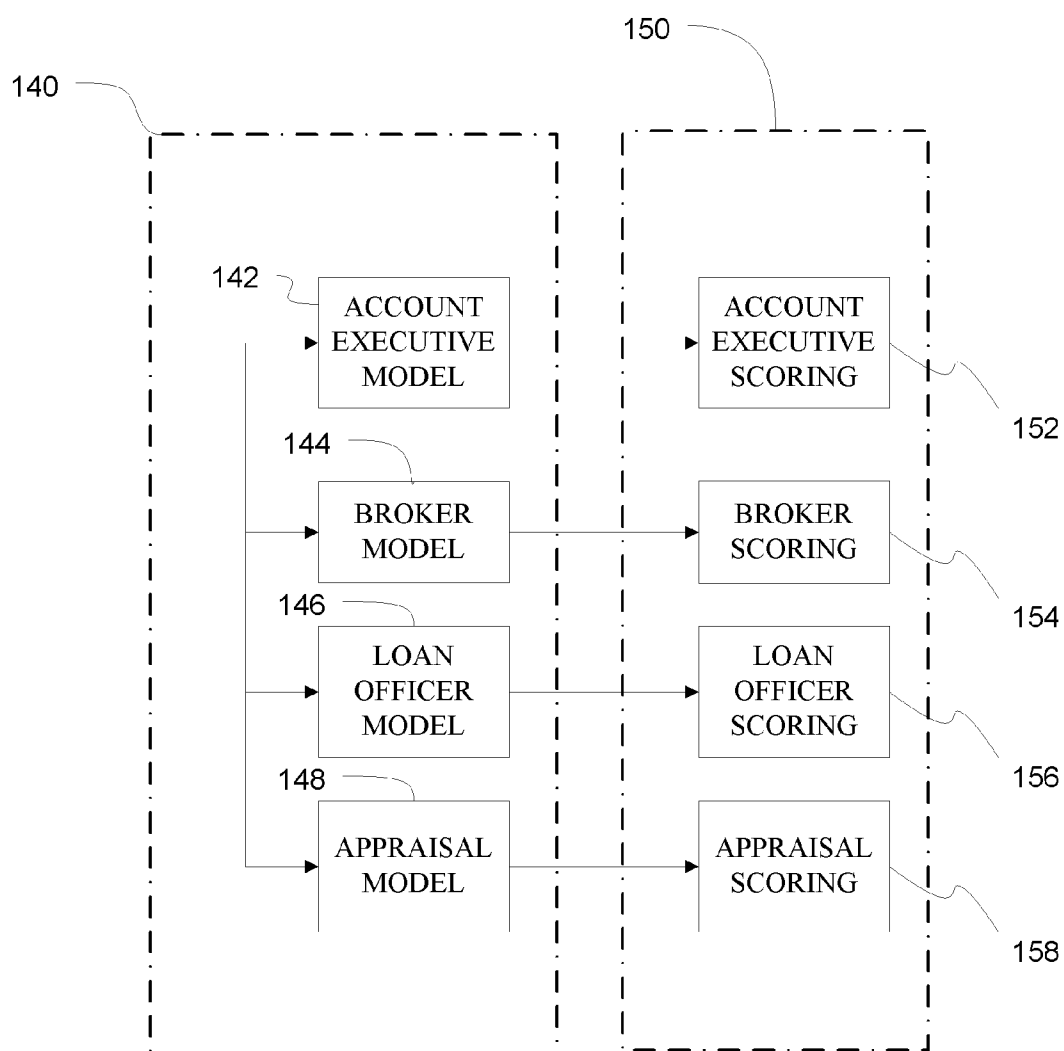 150
140
142
ACCOUNT
EXECUTIVE
MODEL
ACCOUNT
EXECUTIVE
SCORING
152
144
BROKER
MODEL
BROKER
SCORING
154
146
LOAN
OFFICER
MODEL
LOAN
OFFICER
SCORING
156
148
APPRAISAL
MODEL
APPRAISAL
SCORING
158